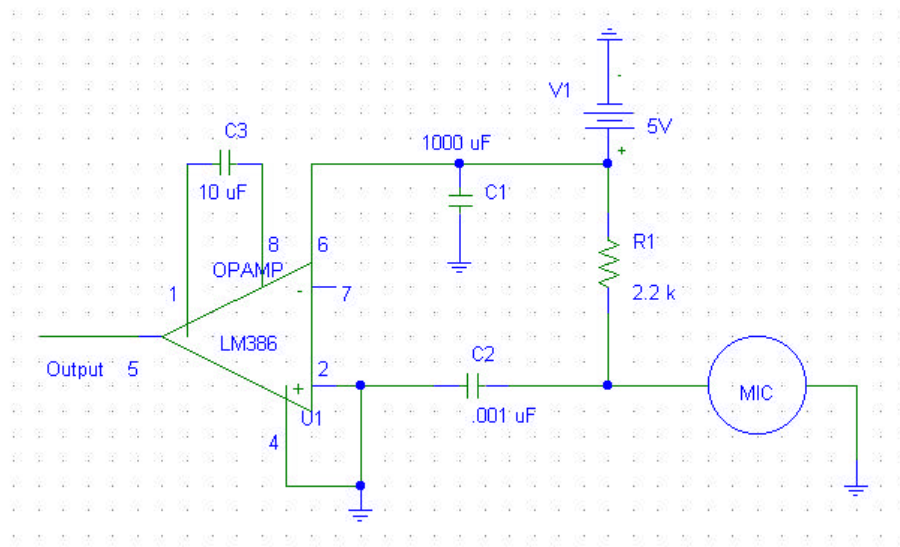 V1
-
5V
+
C3
1000 uF
10 uF
C1
8
6
R1
OPAMP
1
-
7
2.2 k
LM386
Output 5
2
C2
+
MIC
U1
.001 uF
4